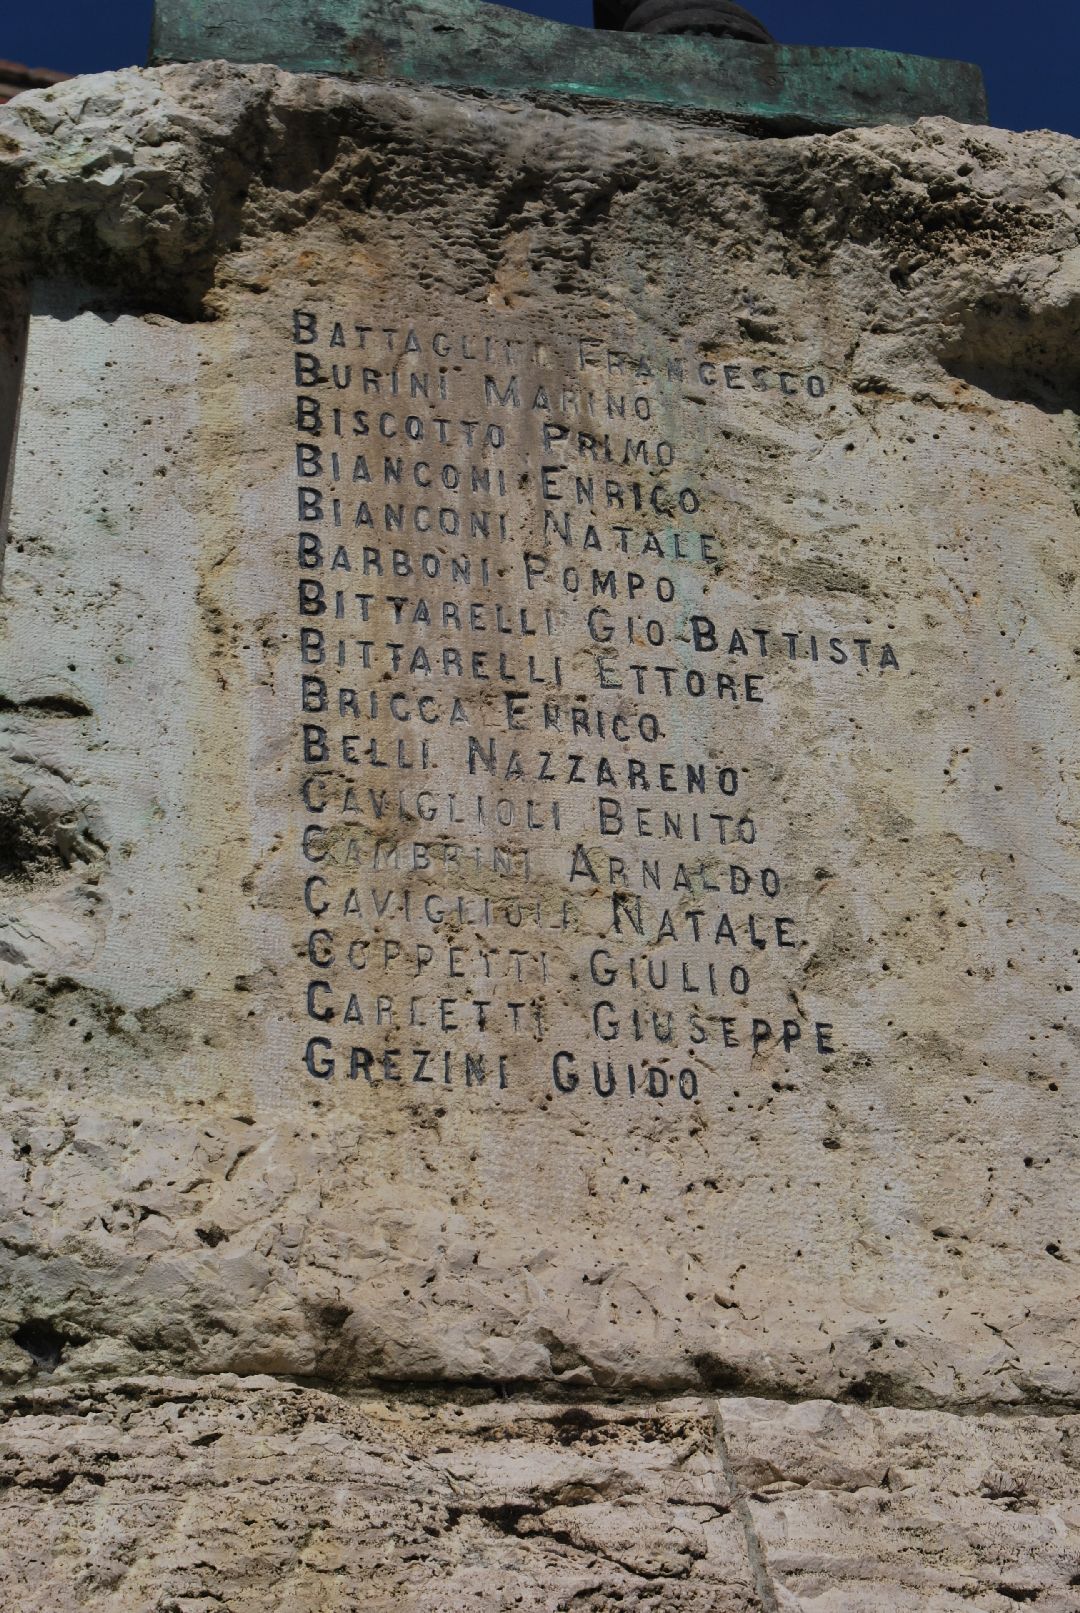 BATTAGLINI FRANCESCO
BURINI MARINO
BISCOTTO PRIMO
BIANCONI ENRICO
BIANCONI NATALE
BARBONI POMPO
BITTARELLI GIO BATTISTA
BITTARELLI ETTORE
BRICCA ENRICO
BELLI NAZZARENO
CAVIGLIOLI BENITO
CAMBRINI ARNALDO
CAVIGLIOLI NATALE
COPPETTI GIULIO
CARLETTI GIUSEPPE
GREZINI GUIDO